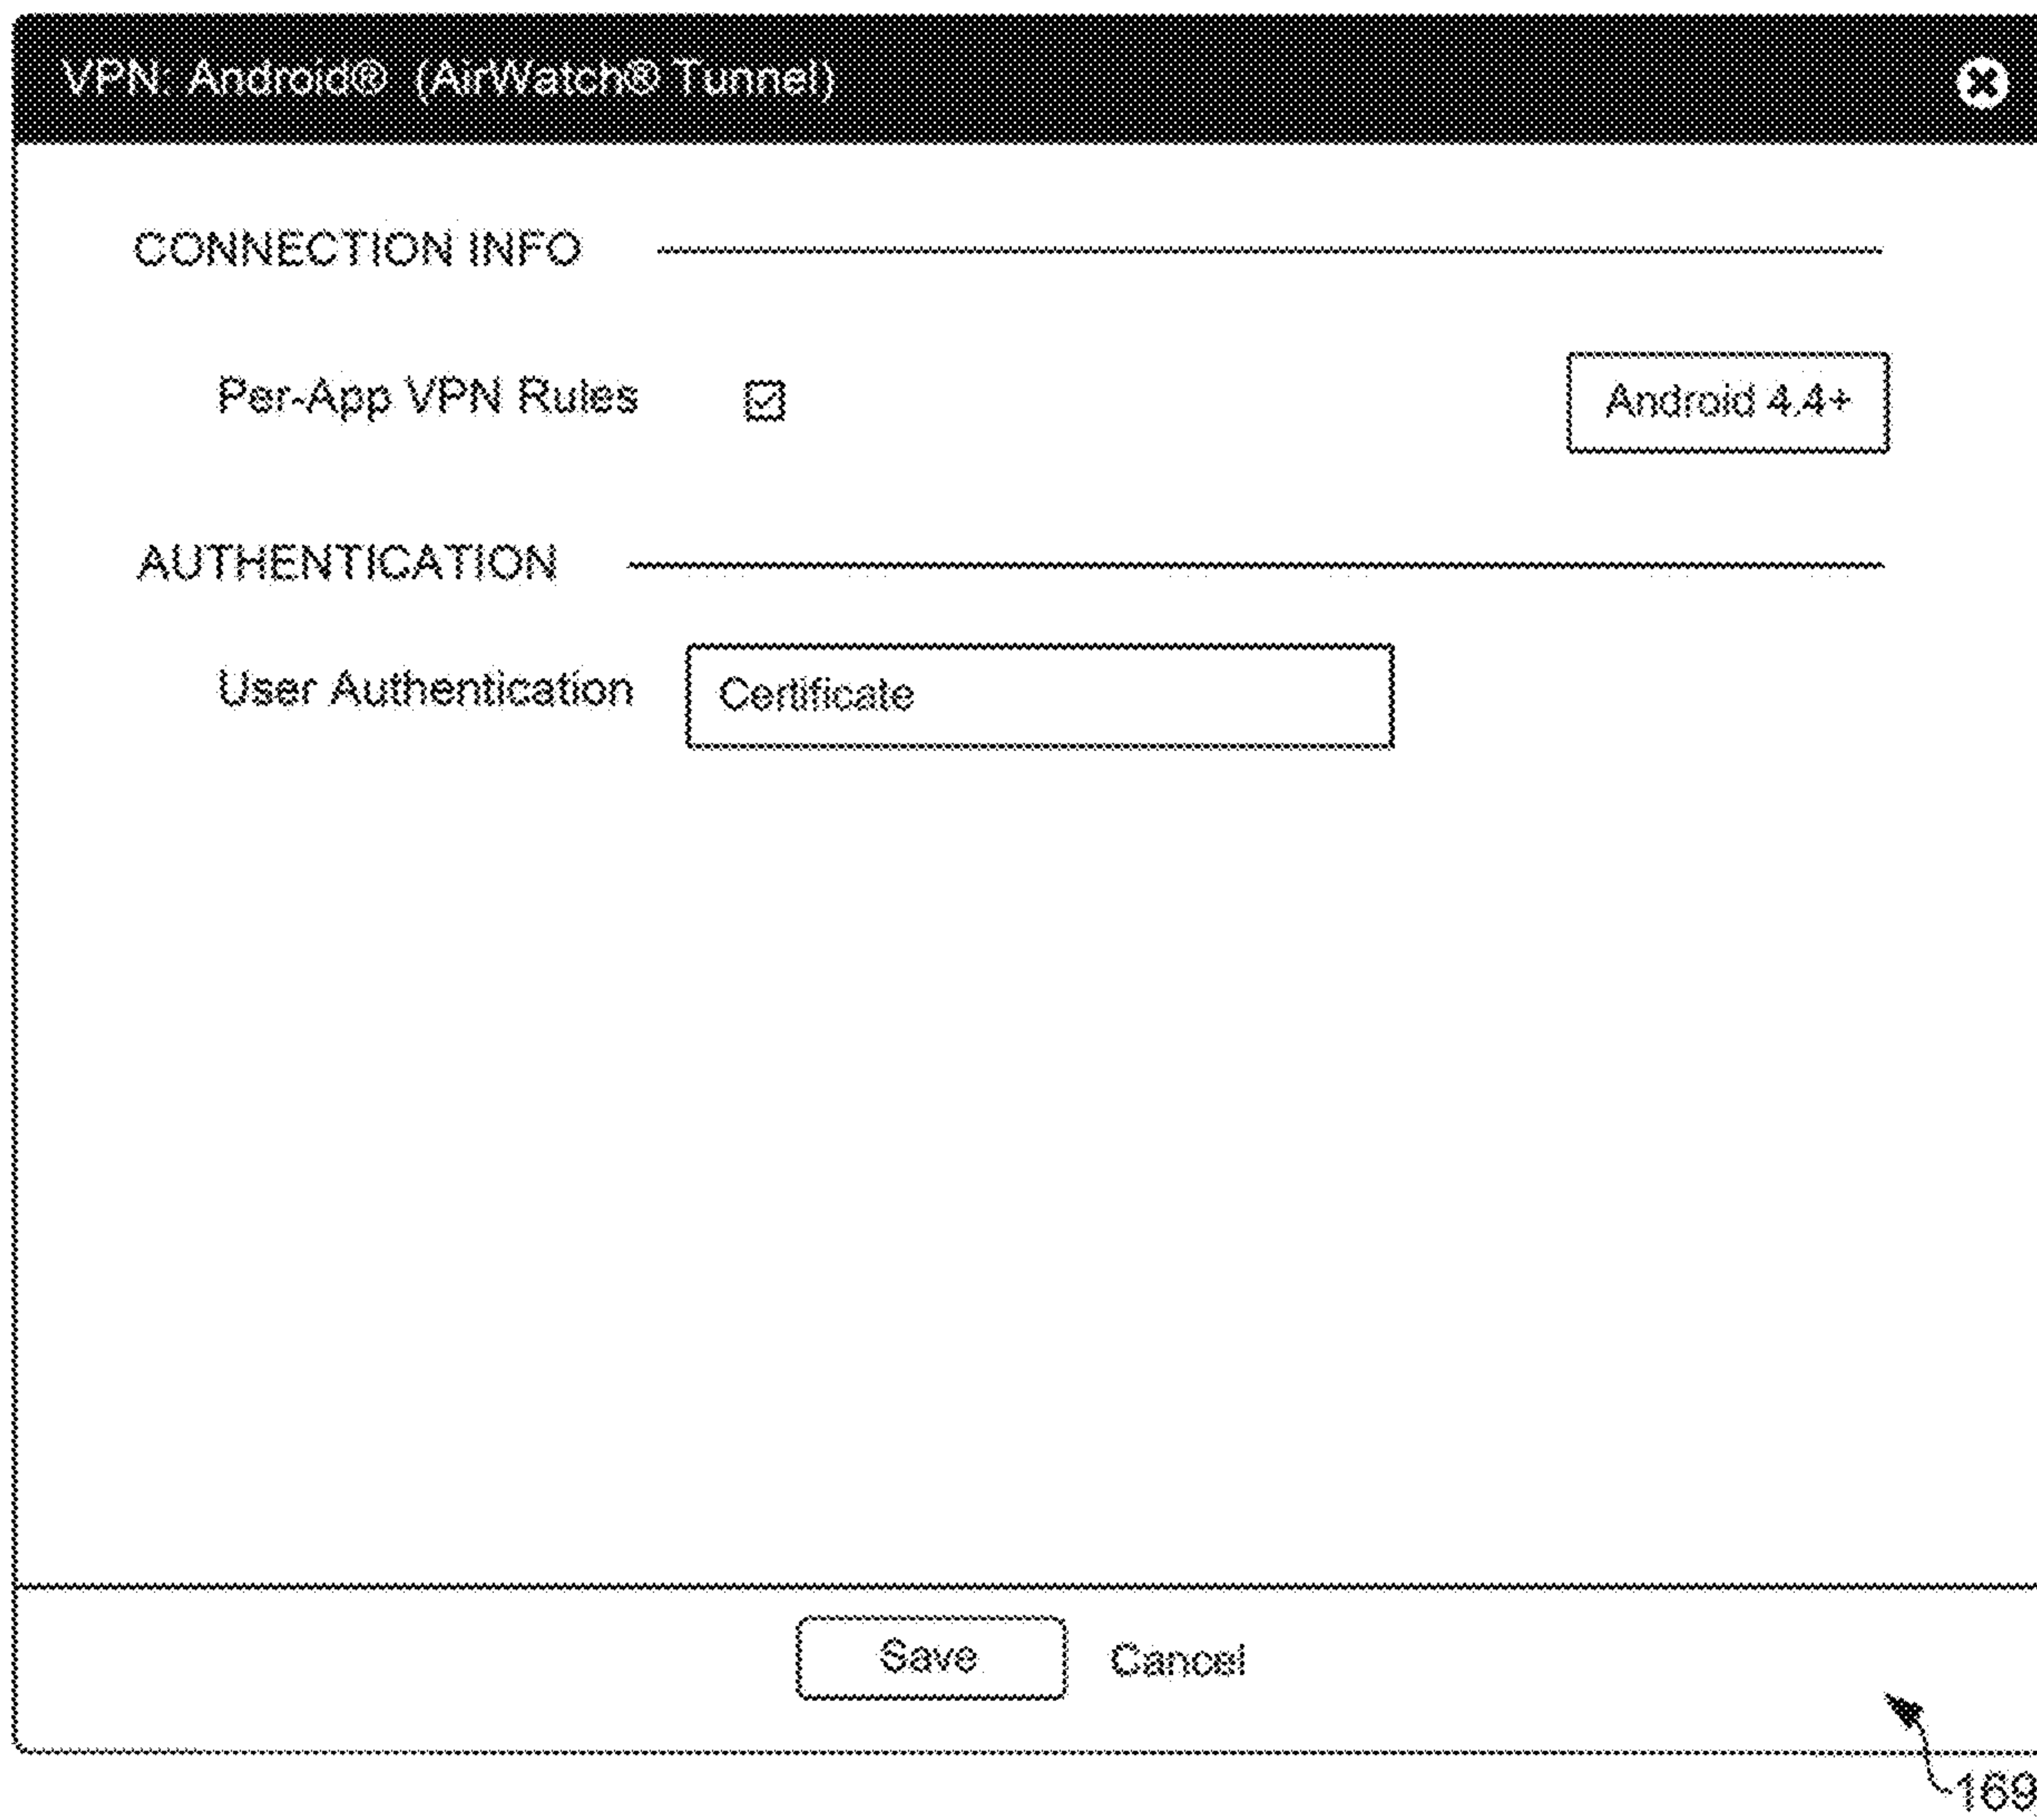 VPN: Android® (AirWatch® Tunnel)
CONNECTION INFO
Per-App VPN Rules
Android 4.4+
AUTHENTICATION
User Authentication
Certificate
Save
Cancel
169